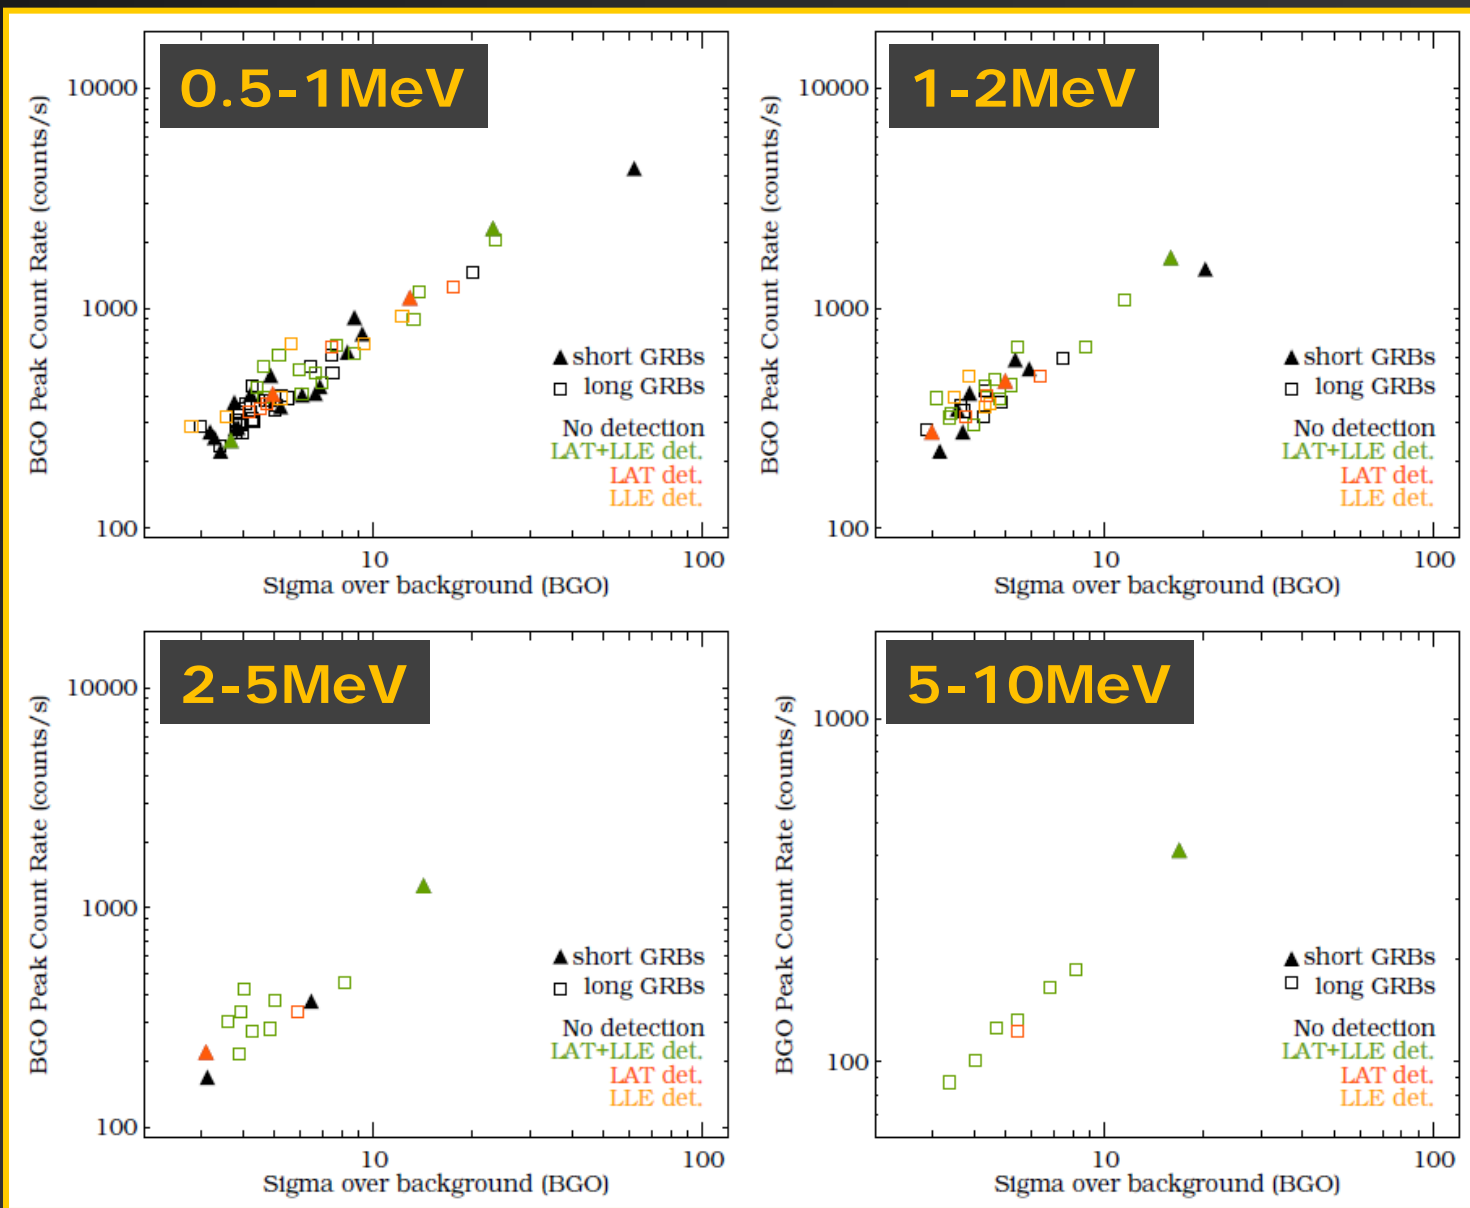 0.5-1MeV
BGO Peak Count Rate (counts/s)
10000
1000
100
▲ short GRBs
□ long GRBs
No detection
LAT+LLE det.
LAT det.
LLE det.
10
100
Sigma over background (BGO)
1-2MeV
BGO Peak Count Rate (counts/s)
10000
1000
100
▲ short GRBs
□ long GRBs
No detection
LAT+LLE det.
LAT det.
LLE det.
10
100
Sigma over background (BGO)
2-5MeV
BGO Peak Count Rate (counts/s)
10000
1000
100
▲ short GRBs
□ long GRBs
No detection
LAT+LLE det.
LAT det.
LLE det.
10
100
Sigma over background (BGO)
5-10MeV
BGO Peak Count Rate (counts/s)
1000
100
▲ short GRBs
□ long GRBs
No detection
LAT+LLE det.
LAT det.
LLE det.
10
100
Sigma over background (BGO)